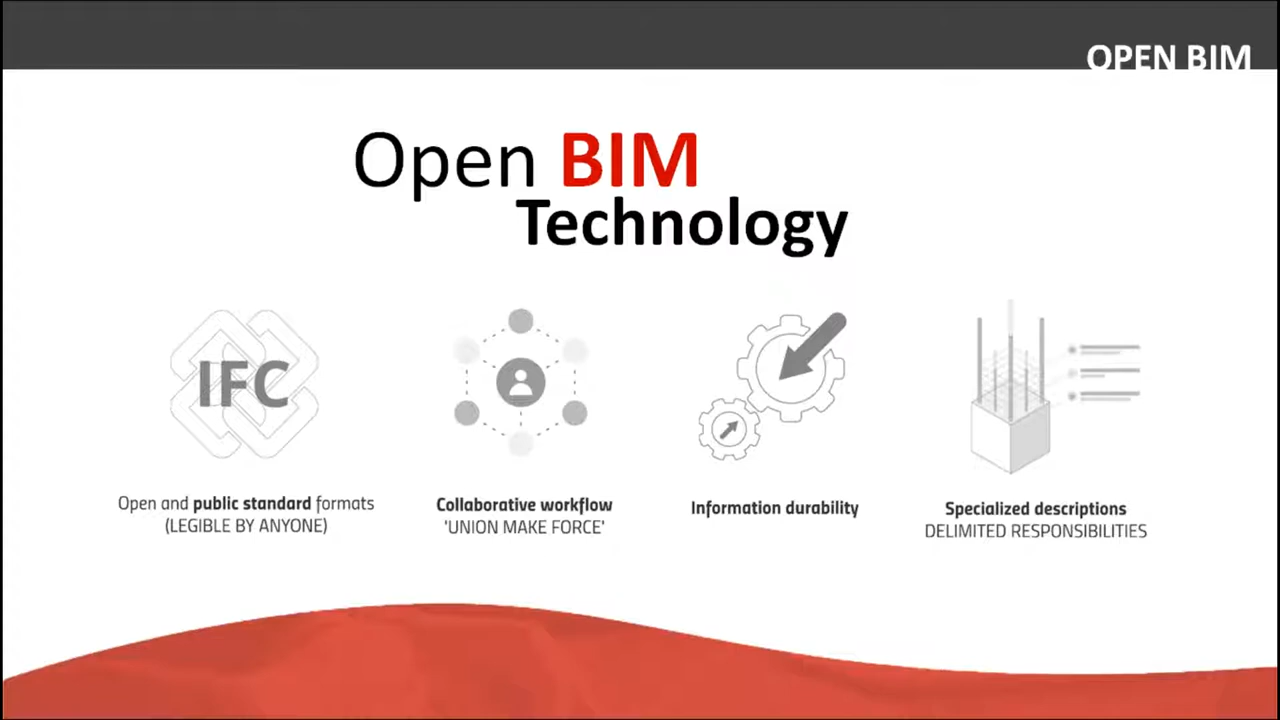 OPEN BIM
Open BIM
Technology
IFC
Open and public standard formats
(LEGIBLE BY ANYONE)
Collaborative workflow
'UNION MAKE FORCE'
Information durability
Specialized descriptions
DELIMITED RESPONSIBILITIES